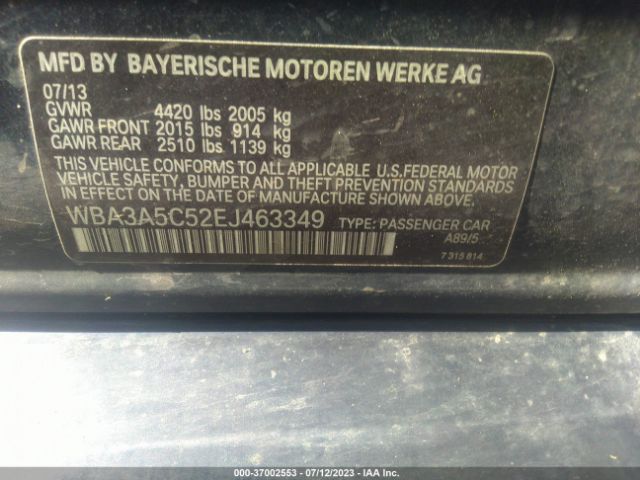 MFD BY BAYERISCHE MOTOREN WERKE AG
07/13
GVWR 4420 lbs 2005 kg
GAWR FRONT 2015 lbs 914 kg
GAWR REAR 2510 lbs 1139 kg
THIS VEHICLE CONFORMS TO ALL APPLICABLE U.S.FEDERAL MOTOR
VEHICLE SAFETY, BUMPER AND THEFT PREVENTION STANDARDS
IN EFFECT ON THE DATE OF MANUFACTURE SHOWN ABOVE.
WBA3A5C52EJ463349 TYPE: PASSENGER CAR
A89/5
7315814
000-37002553 - 07/12/2023 - IAA Inc.